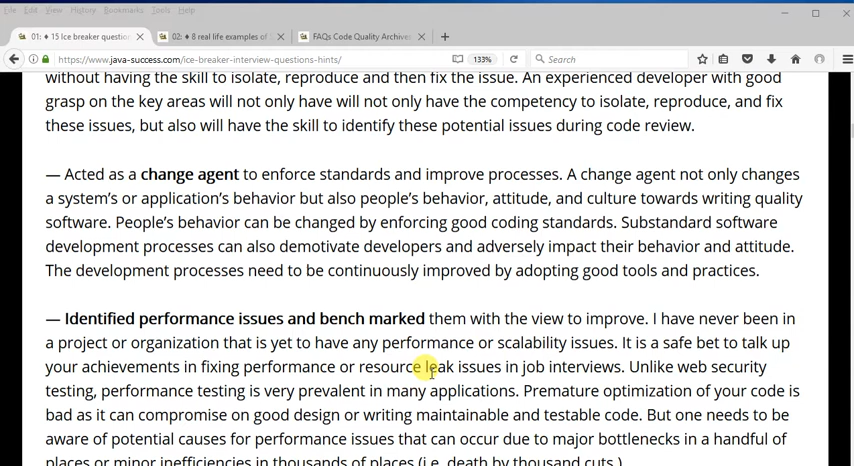 File Edit View History Bookmarks Tools Help
01: ♦ 15 Ice breaker question
02: ♦ 8 real life examples of
FAQs Code Quality Archive
https://www.java-success.com/ice-breaker-interview-questions-hints/
133%
Search
without having the skill to isolate, reproduce and then fix the issue. An experienced developer with good
grasp on the key areas will not only have will not only have the competency to isolate, reproduce, and fix
these issues, but also will have the skill to identify these potential issues during code review.
— Acted as a change agent to enforce standards and improve processes. A change agent not only changes
a system's or application's behavior but also people's behavior, attitude, and culture towards writing quality
software. People's behavior can be changed by enforcing good coding standards. Substandard software
development processes can also demotivate developers and adversely impact their behavior and attitude.
The development processes need to be continuously improved by adopting good tools and practices.
— Identified performance issues and bench marked them with the view to improve. I have never been in
a project or organization that is yet to have any performance or scalability issues. It is a safe bet to talk up
your achievements in fixing performance or resource leak issues in job interviews. Unlike web security
testing, performance testing is very prevalent in many applications. Premature optimization of your code is
bad as it can compromise on good design or writing maintainable and testable code. But one needs to be
aware of potential causes for performance issues that can occur due to major bottlenecks in a handful of
places or minor inefficiencies in thousands of places (i.e. death by thousand cuts.)